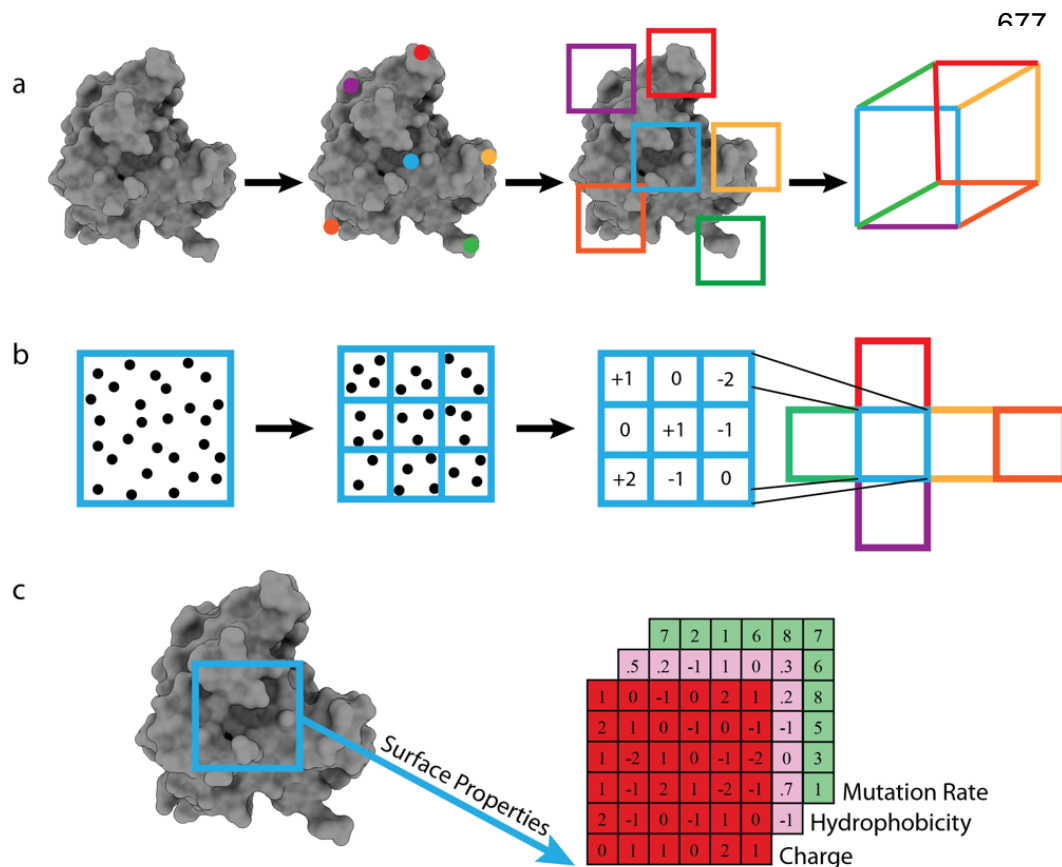 677
a
b
+1 0 -2
0 +1 -1
+2 -1 0
c
Surface Properties
7 2 1 6 8 7
.5 .2 -1 1 0 .3 6
1 0 -1 0 2 1 .2 8
2 1 0 -1 0 -1 -1 5
1 -2 1 0 -1 -2 0 3
1 -1 2 1 -2 -1 .7 1 Mutation Rate
2 -1 0 -1 1 0 -1 Hydrophobicity
0 1 1 0 2 1 Charge